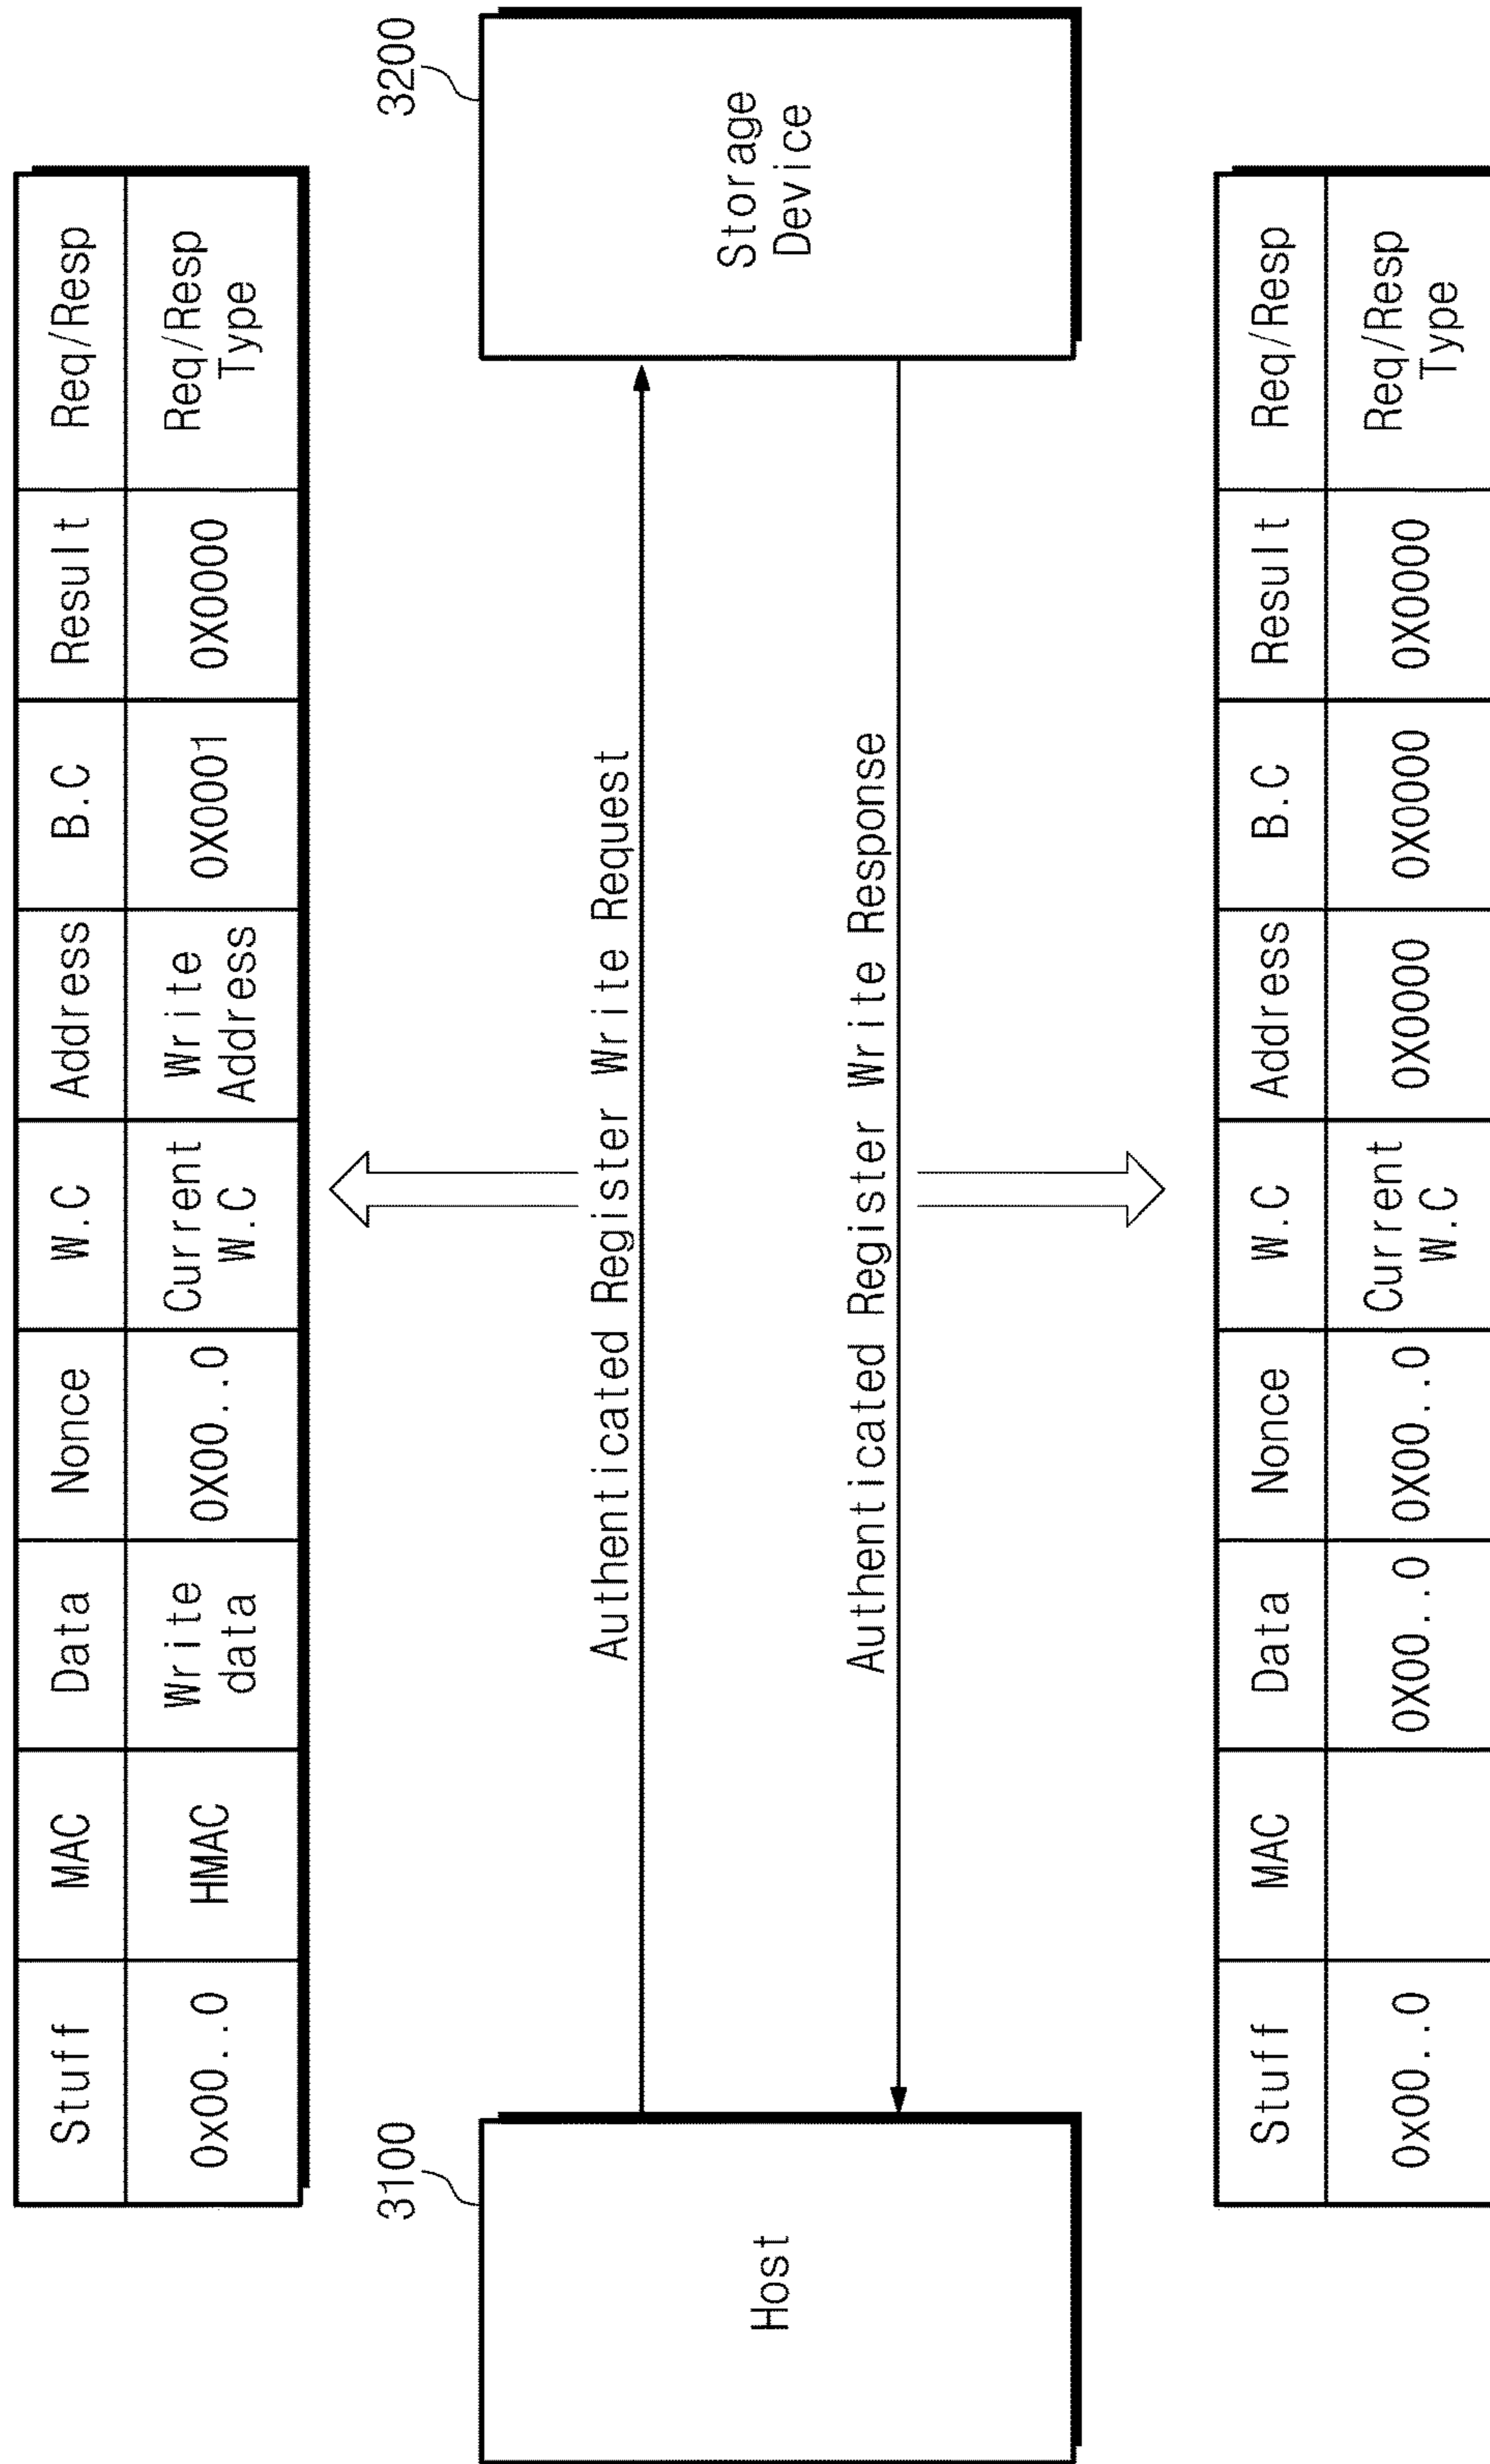 Stuff MAC Data Nonce W.C Address B.C Result Req/Resp
0x00..0 HMAC Write data 0X00..0 Current W.C Write Address 0X0001 0X0000 Req/Resp Type
3100
3200
Host
Authenticated Register Write Request
Authenticated Register Write Response
Storage
Device
Stuff MAC Data Nonce W.C Address B.C Result Req/Resp
0x00..0 0X00..0 0X00..0 Current W.C 0X0000 0X0000 0X0000 Req/Resp Type